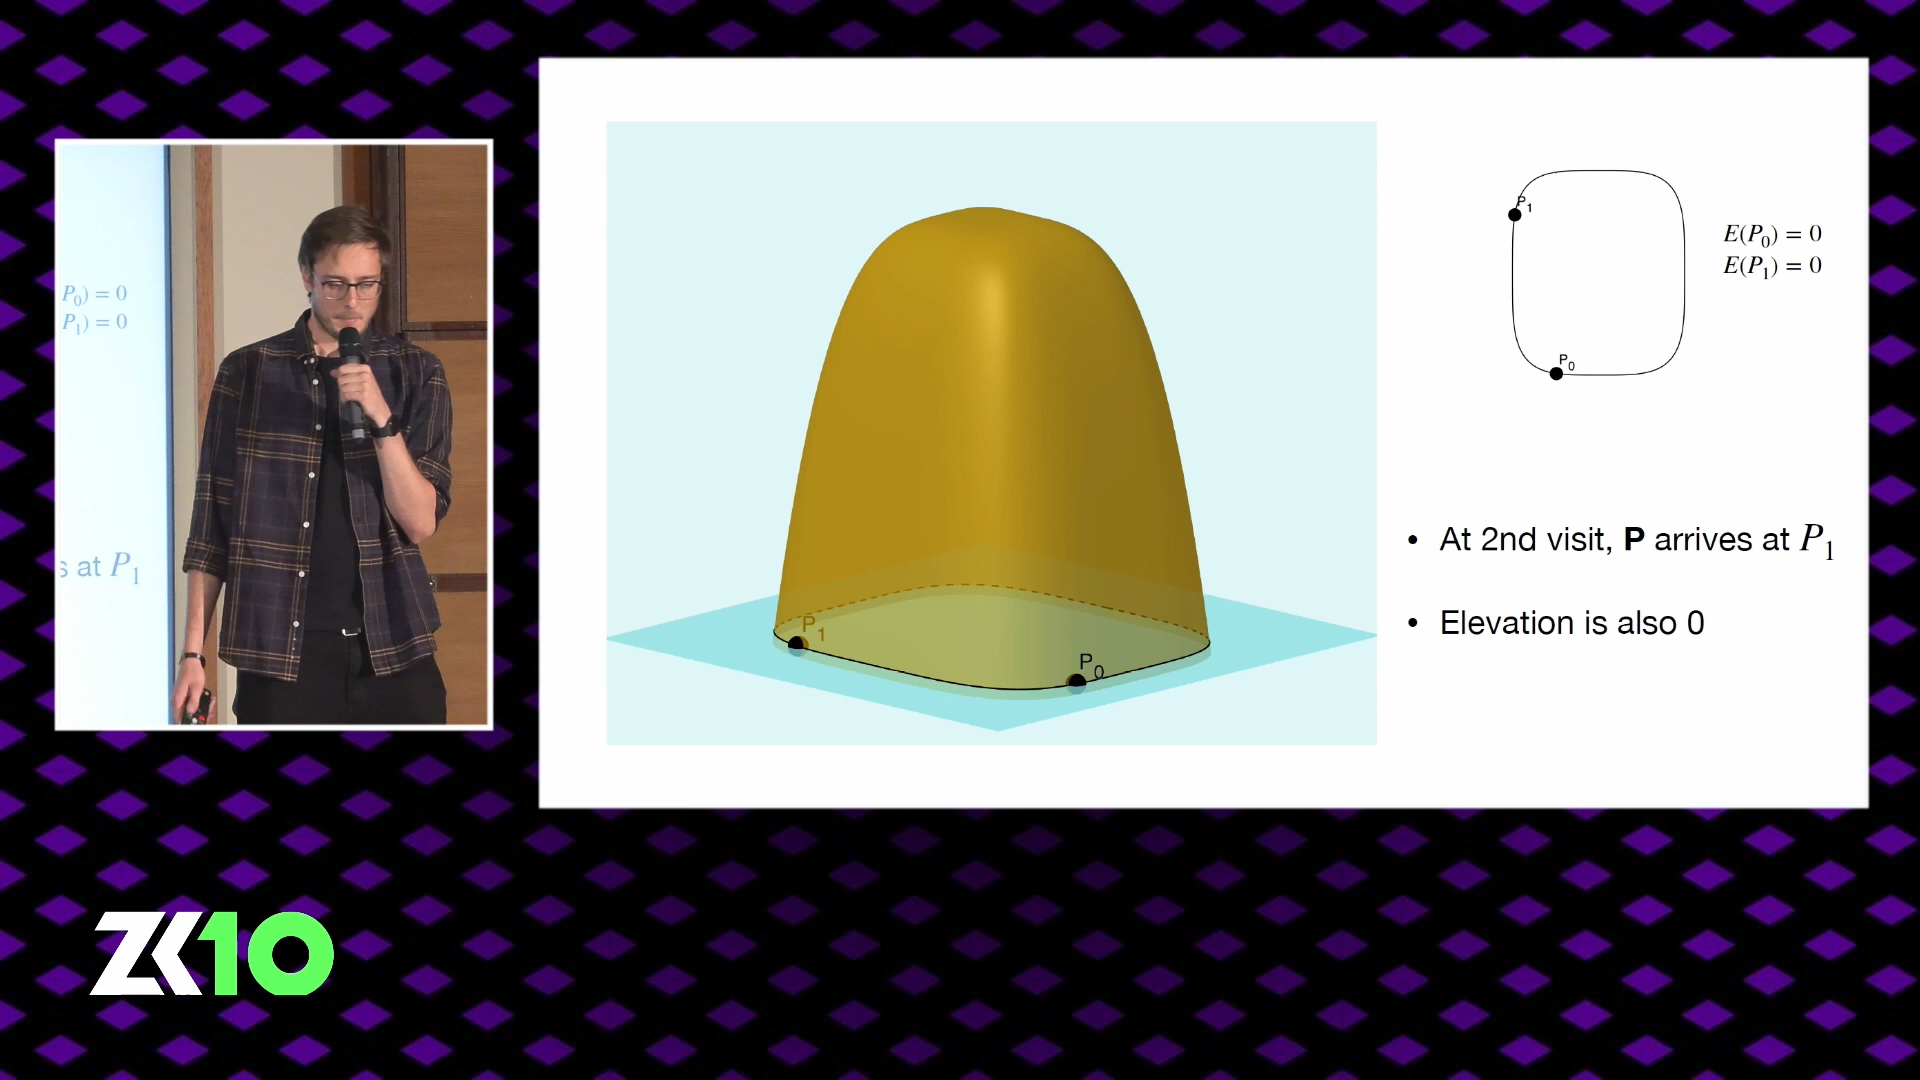 P₀) = 0
P₁) = 0
s at P₁
P₁
P₀
P₁
P₀
E(P₀) = 0
E(P₁) = 0
• At 2nd visit, P arrives at P₁
• Elevation is also 0
ZK10